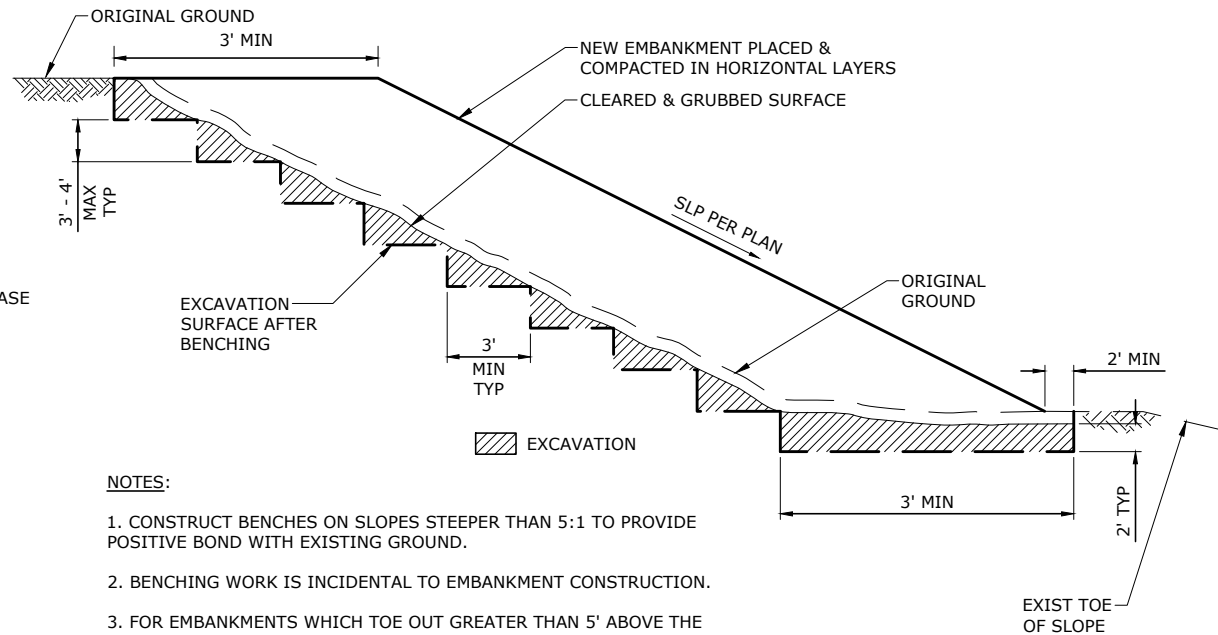 ORIGINAL GROUND
3' MIN
NEW EMBANKMENT PLACED &
COMPACTED IN HORIZONTAL LAYERS
CLEARED & GRUBBED SURFACE
3' - 4'
MAX
TYP
SLP PER PLAN
ASE
EXCAVATION
SURFACE AFTER
BENCHING
ORIGINAL
GROUND
3'
MIN
TYP
2' MIN
EXCAVATION
3' MIN
2' TYP
NOTES:
1. CONSTRUCT BENCHES ON SLOPES STEEPER THAN 5:1 TO PROVIDE
POSITIVE BOND WITH EXISTING GROUND.
2. BENCHING WORK IS INCIDENTAL TO EMBANKMENT CONSTRUCTION.
3. FOR EMBANKMENTS WHICH TOE OUT GREATER THAN 5' ABOVE THE
EXIST TOE
OF SLOPE